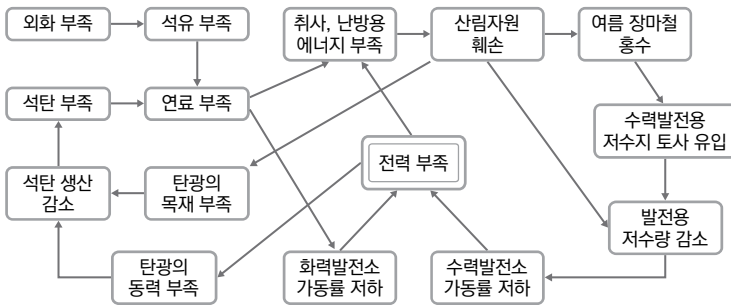 외화 부족
석유 부족
취사, 난방용
에너지 부족
산림자원
훼손
여름 장마철
홍수
석탄 부족
연료 부족
수력발전용
저수지 토사 유입
전력 부족
석탄 생산
감소
탄광의
목재 부족
발전용
저수량 감소
탄광의
동력 부족
화력발전소
가동률 저하
수력발전소
가동률 저하